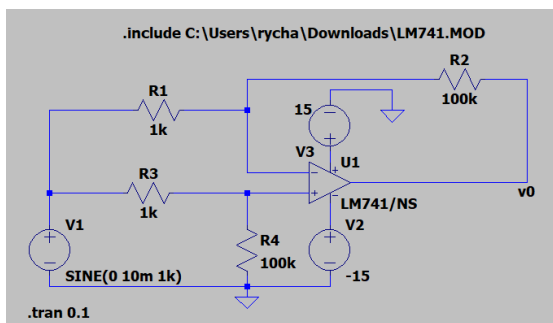 .include C:\Users\rycha\Downloads\LM741.MOD
R2
R1
100k
15
1k
V3
U1
R3
v0
1k
LM741/NS
V1
V2
R4
100k
SINE(0 10m 1k)
-15
.tran 0.1